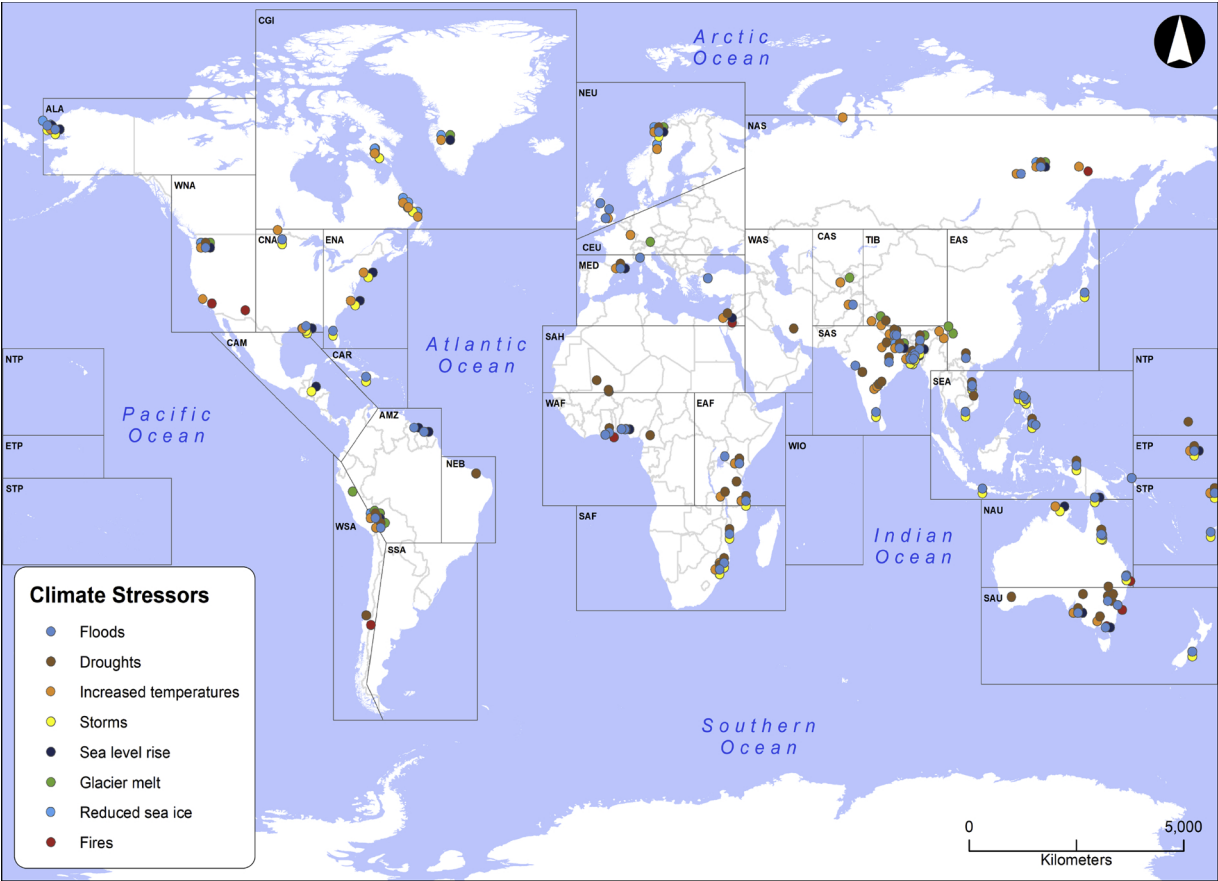 CGI
Arctic
Ocean
NEU
ALA
NAS
WNA
CNA
ENA
CEU
WAS
CAS
TIB
EAS
MED
SAH
SAS
CAM
CAR
Atlantic
Ocean
NTP
NTP
SEA
Pacific
Ocean
AMZ
WAF
EAF
WIO
ETP
ETP
NEB
STP
STP
WSA
SAF
NAU
Indian
Ocean
SSA
SAU
Climate Stressors
Floods
Droughts
Increased temperatures
Storms
Sea level rise
Glacier melt
Reduced sea ice
Fires
Southern
Ocean
0 5,000
Kilometers